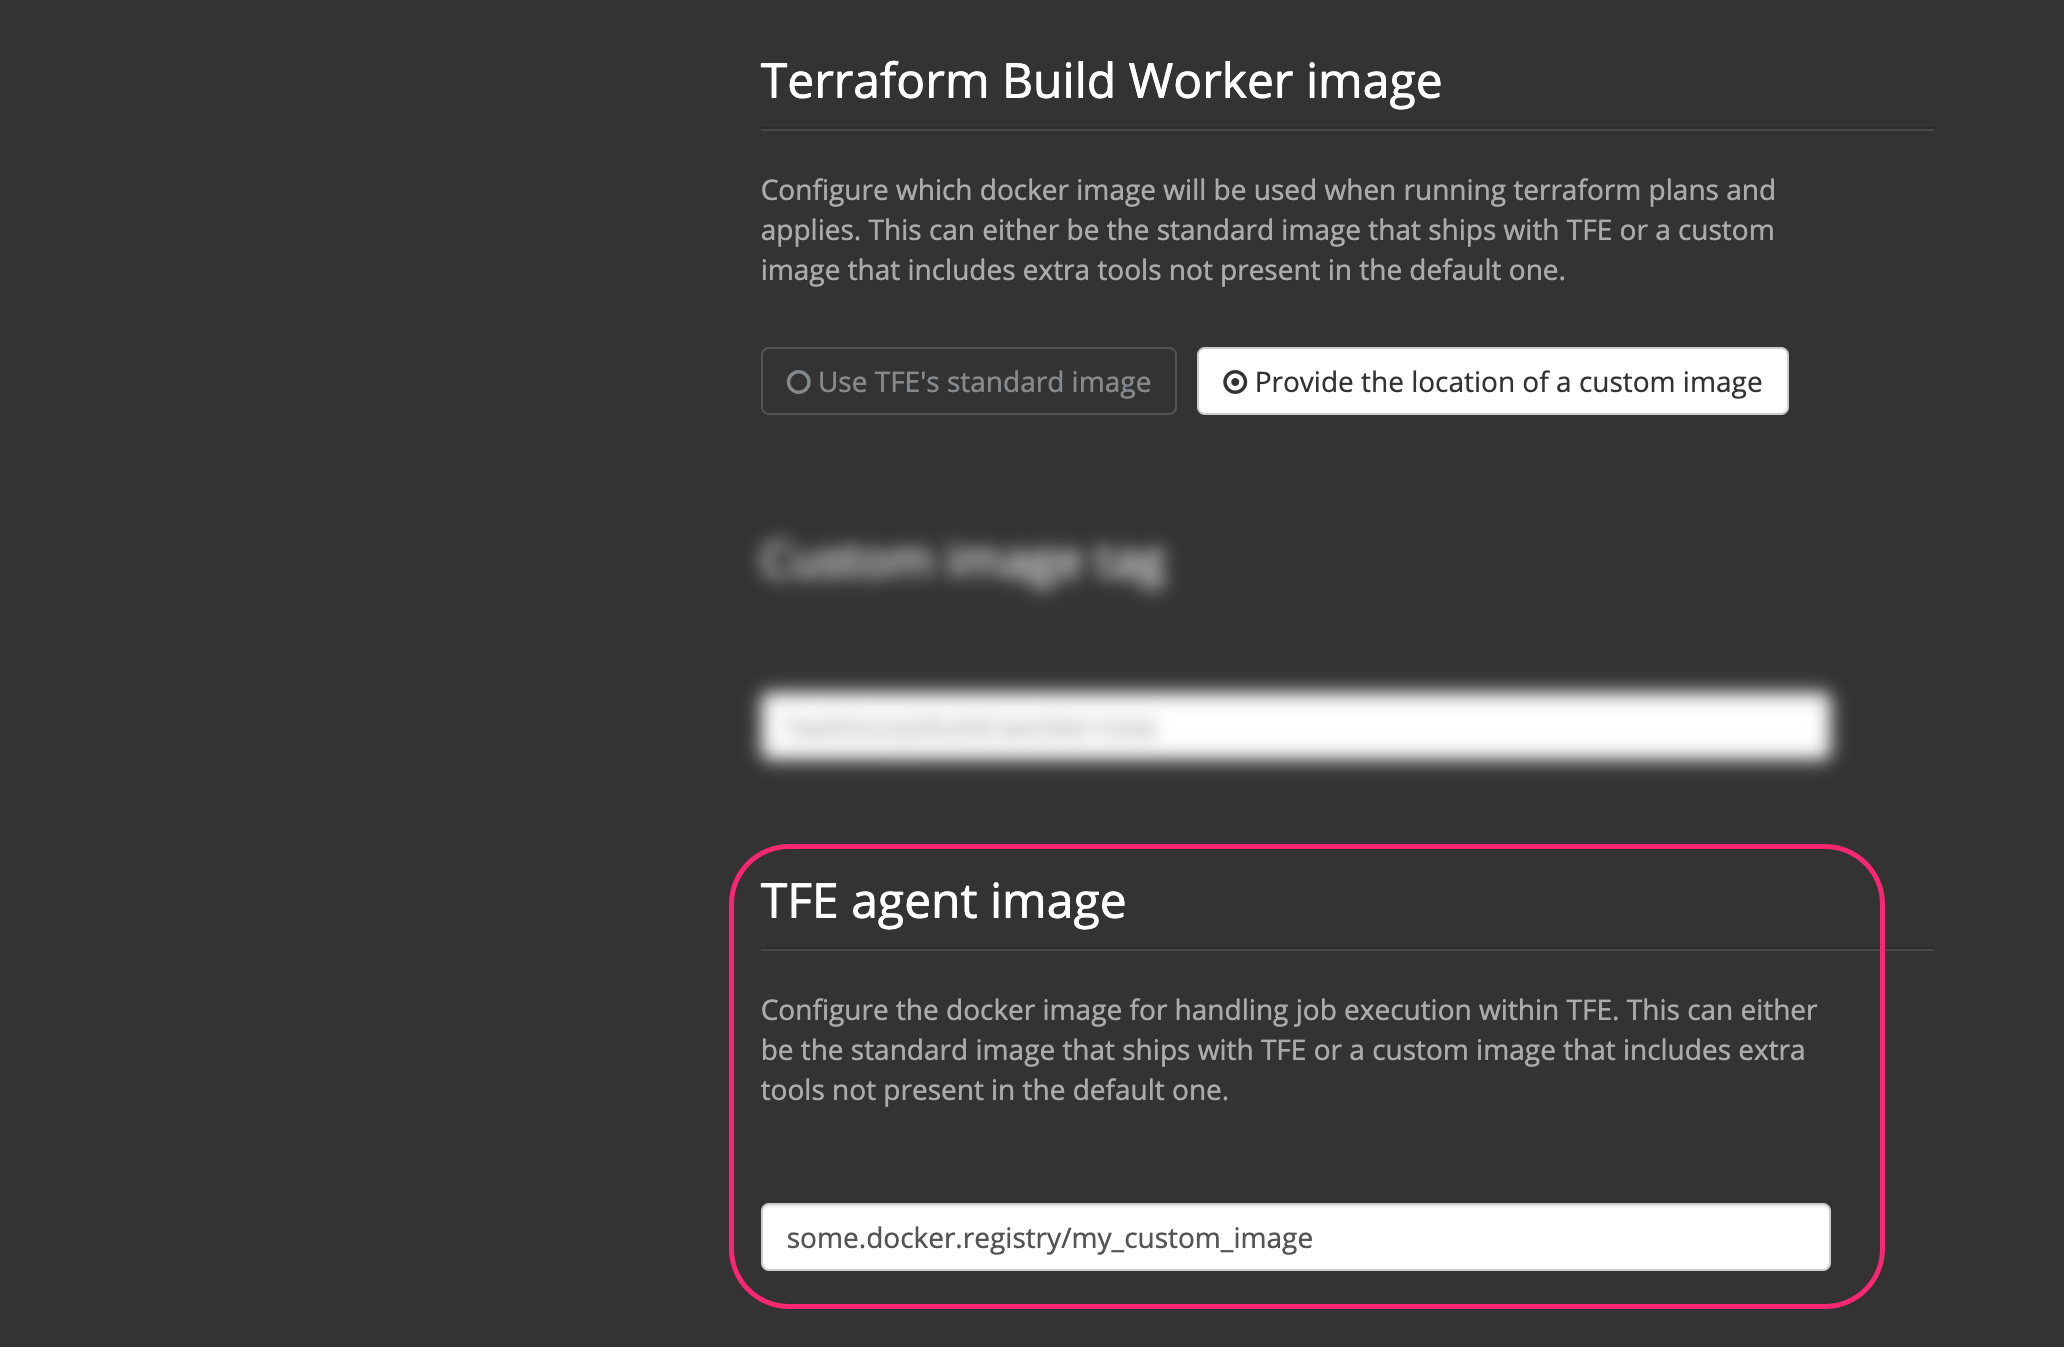 Terraform Build Worker image
Configure which docker image will be used when running terraform plans and
applies. This can either be the standard image that ships with TFE or a custom
image that includes extra tools not present in the default one.
Use TFE's standard image
Provide the location of a custom image
Custom image tag
TFE agent image
Configure the docker image for handling job execution within TFE. This can either
be the standard image that ships with TFE or a custom image that includes extra
tools not present in the default one.
some.docker.registry/my_custom_image